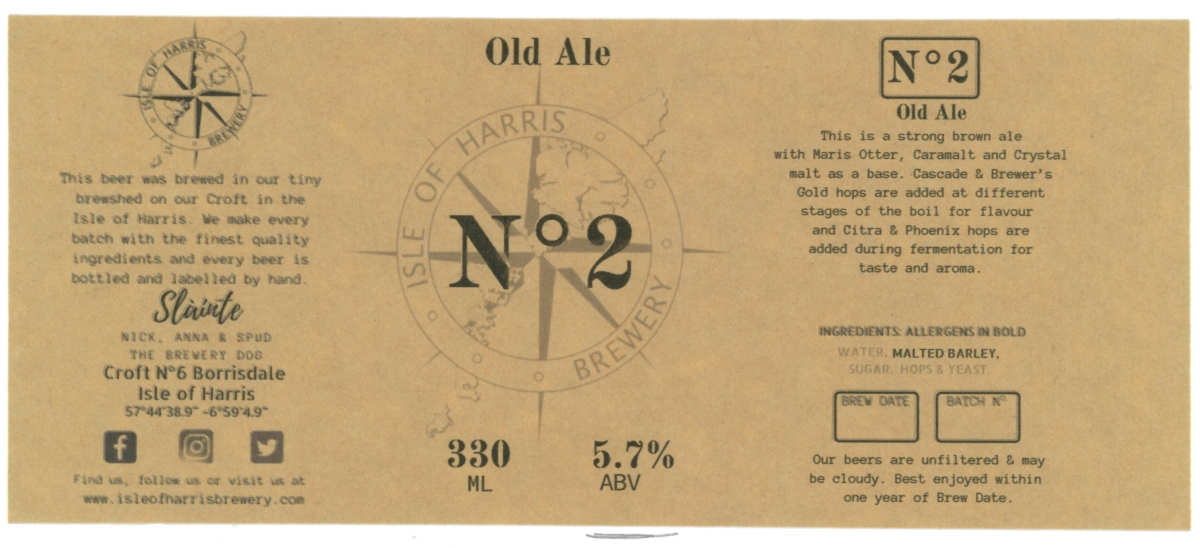 ISLE OF HARRIS
BREWERY
This beer was brewed in our tiny
brewshed on our Croft in the
Isle of Harris. We make every
batch with the finest quality
ingredients and every beer is
bottled and labelled by hand.
Slàinte
NICK, ANNA & SPUD
THE BREWERY DOG
Croft N°6 Borrisdale
Isle of Harris
57°44'38.9" -6°59'4.9"
Find us, follow us or visit us at
www.isleofharrisbrewery.com
Old Ale
ISLE OF HARRIS
N°2
BREWERY
330
ML
5.7%
ABV
N°2
Old Ale
This is a strong brown ale
with Maris Otter, Caramalt and Crystal
malt as a base. Cascade & Brewer's
Gold hops are added at different
stages of the boil for flavour
and Citra & Phoenix hops are
added during fermentation for
taste and aroma.
INGREDIENTS: ALLERGENS IN BOLD
WATER, MALTED BARLEY,
SUGAR, HOPS & YEAST.
BREW DATE
BATCH N°
Our beers are unfiltered & may
be cloudy. Best enjoyed within
one year of Brew Date.